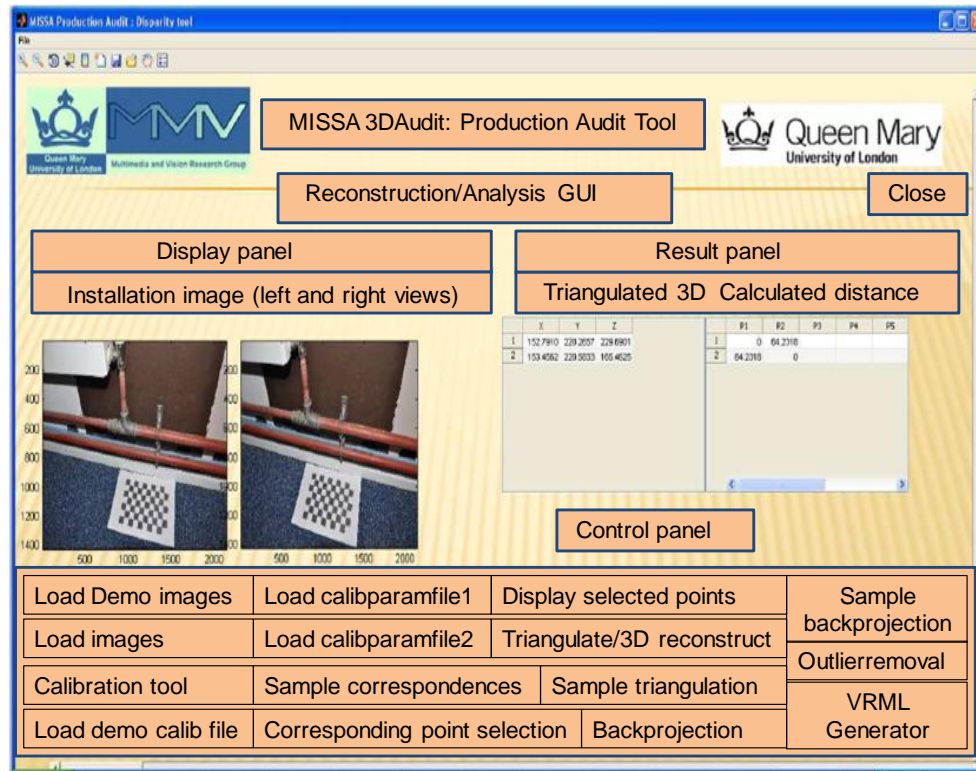 MISSA Production Audit : Disparity tool
File
Queen Mary
University of London
MMV
Multimedia and Vision Research Group
MISSA 3DAudit: Production Audit Tool
Queen Mary
University of London
Reconstruction/Analysis GUI
Close
Display panel
Result panel
Installation image (left and right views)
Triangulated 3D Calculated distance
X Y Z
1 152.7910 229.2657 229.6901
2 153.4562 229.5833 165.4625
P1 P2 P3 P4 P5
1 0 64.2318
2 64.2318 0
200
400
600
800
1000
1200
1400
500 1000 1500 2000
200
400
600
800
500 1000 1500 2000
Control panel
Load Demo images
Load calibparamfile1
Display selected points
Sample
backprojection
Load images
Load calibparamfile2
Triangulate/3D reconstruct
Outlierremoval
Calibration tool
Sample correspondences
Sample triangulation
VRML
Generator
Load demo calib file
Corresponding point selection
Backprojection